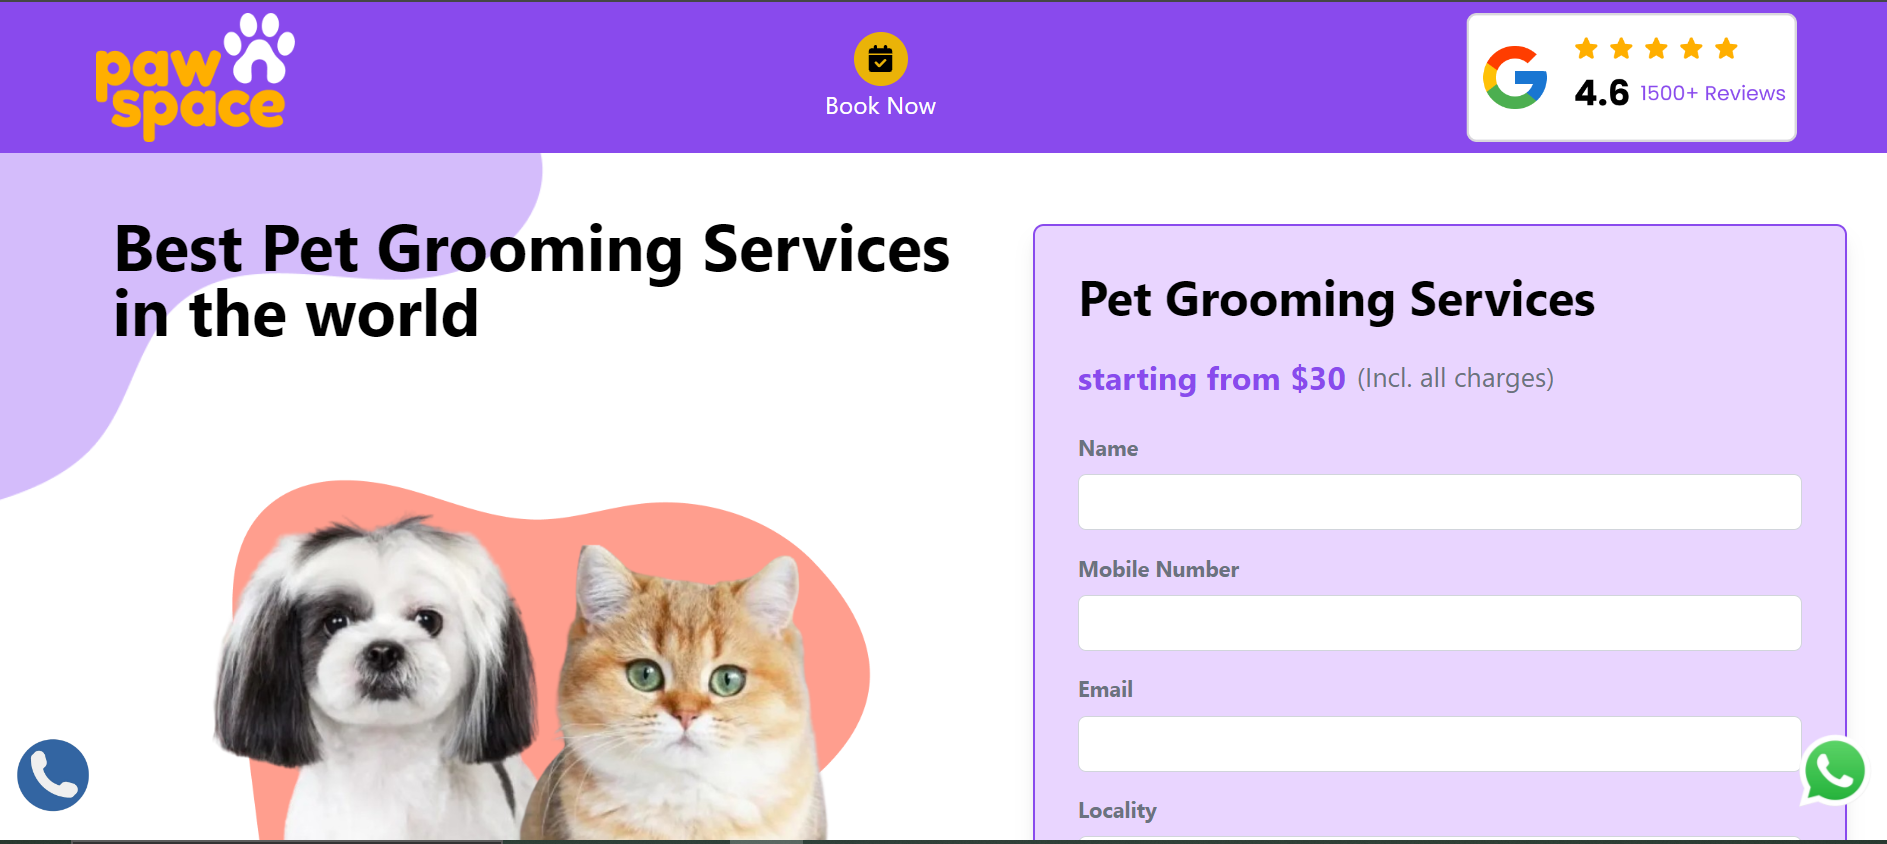 paw
space
Book Now
4.6 1500+ Reviews
Best Pet Grooming Services
in the world
Pet Grooming Services
starting from $30 (Incl. all charges)
Name
Mobile Number
Email
Locality